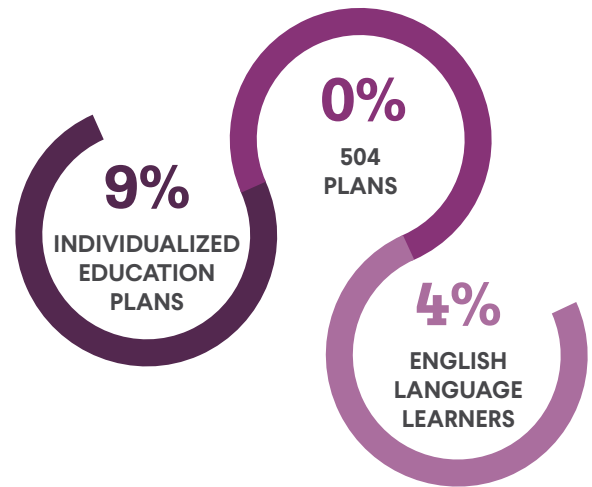 9%
INDIVIDUALIZED
EDUCATION
PLANS
0%
504
PLANS
4%
ENGLISH
LANGUAGE
LEARNERS